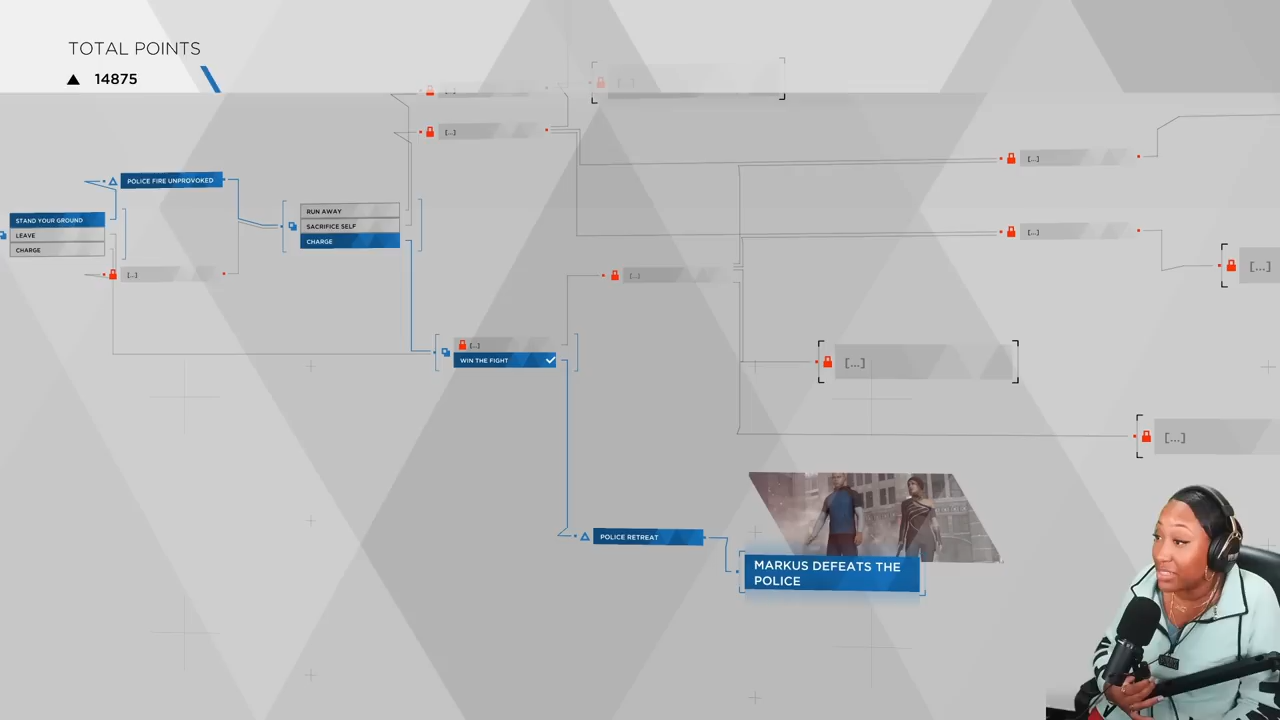 TOTAL POINTS
14875
[...]
[...]
[...]
[...]
POLICE FIRE UNPROVOKED
RUN AWAY
SACRIFICE SELF
CHARGE
STAND YOUR GROUND
LEAVE
CHARGE
[...]
[...]
[...]
[...]
[...]
WIN THE FIGHT
[...]
[...]
POLICE RETREAT
MARKUS DEFEATS THE
POLICE